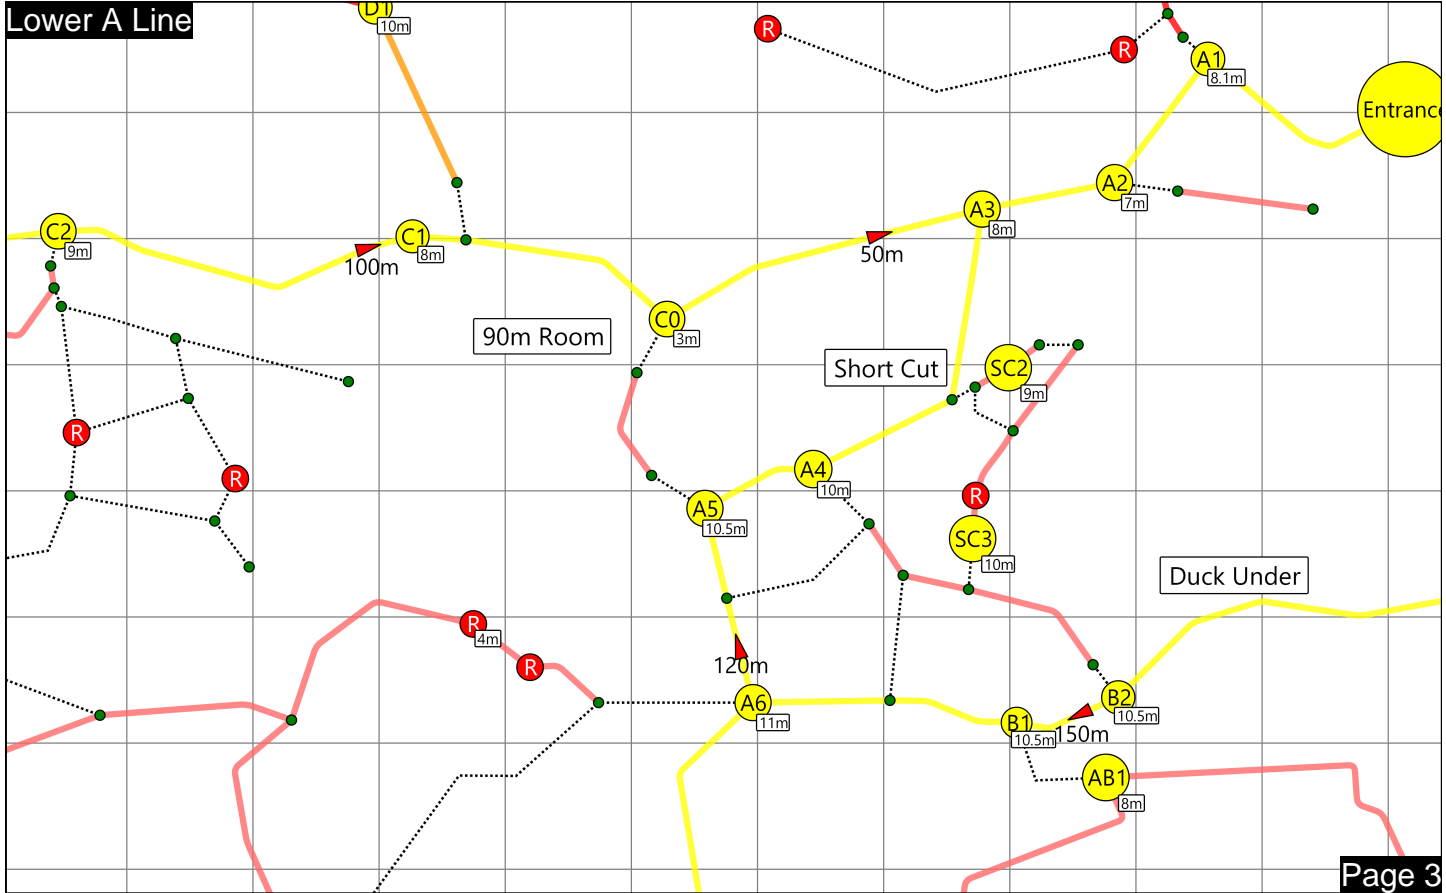 Lower A Line
D1
10m
R
R
A1
8.1m
Entrance
A2
7m
A3
8m
C2
9m
C1
8m
100m
50m
C0
3m
90m Room
Short Cut
SC2
9m
R
R
A4
10m
R
A5
10.5m
SC3
10m
Duck Under
R
4m
R
120m
A6
11m
B2
10.5m
B1
10.5m
150m
AB1
8m
Page 3